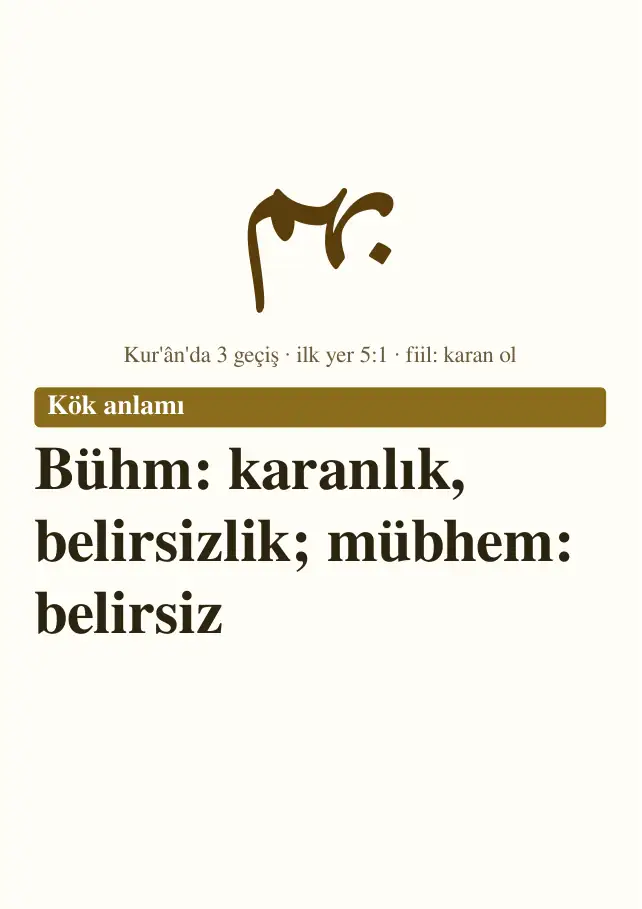 بهم
Kur'ân'da 3 geçiş · ilk yer 5:1 · fiil: karan ol
Kök anlamı
Bühm: karanlık,
belirsizlik; mübhem:
belirsiz